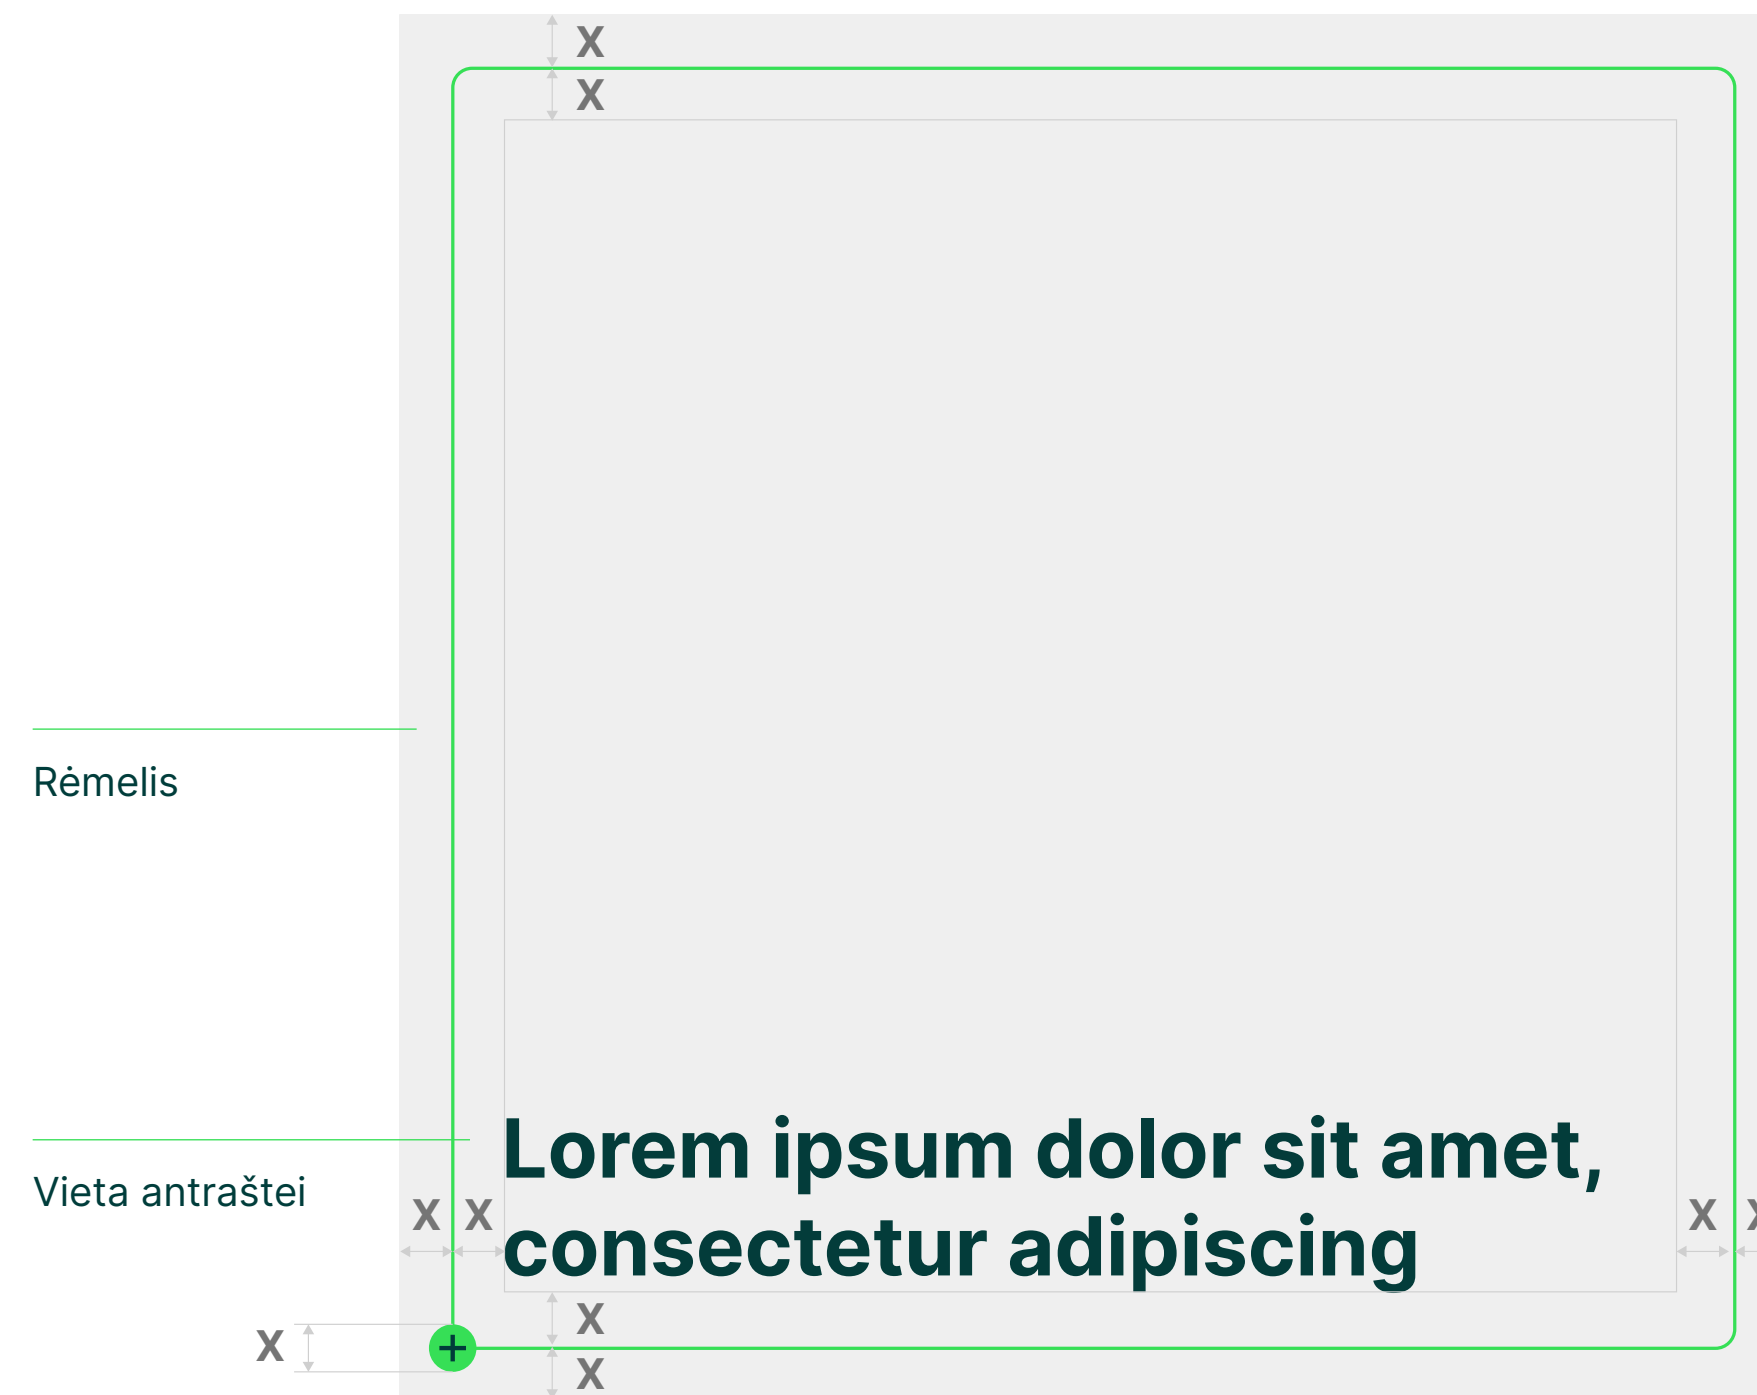 X
X
Rėmelis
Lorem ipsum dolor sit amet,
Vieta antraštei
X X
X
consectetur adipiscing
X
X
X